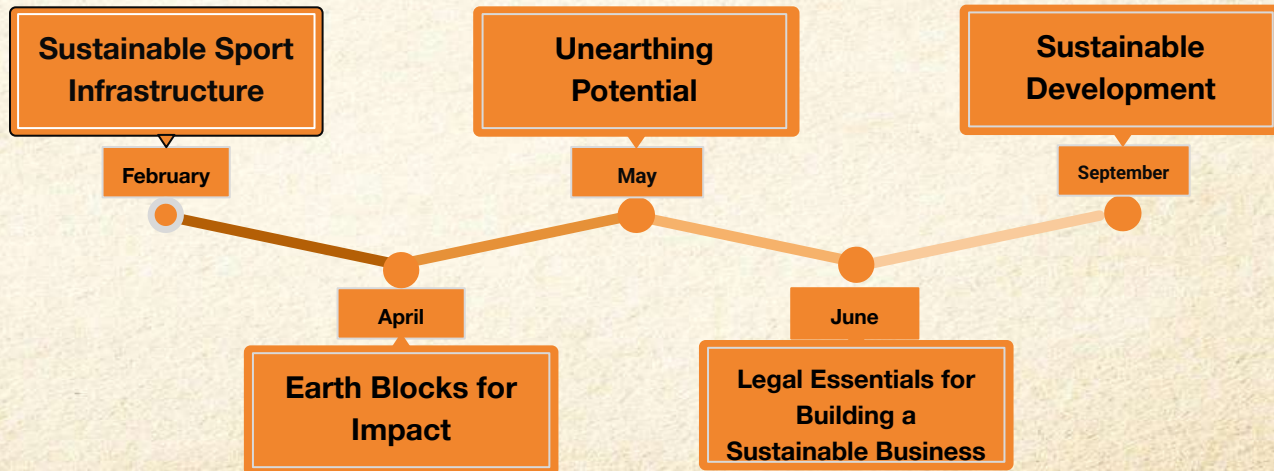 Sustainable Sport
Infrastructure
February
Earth Blocks for
Impact
April
Unearthing
Potential
May
Legal Essentials for
Building a
Sustainable Business
June
Sustainable
Development
September